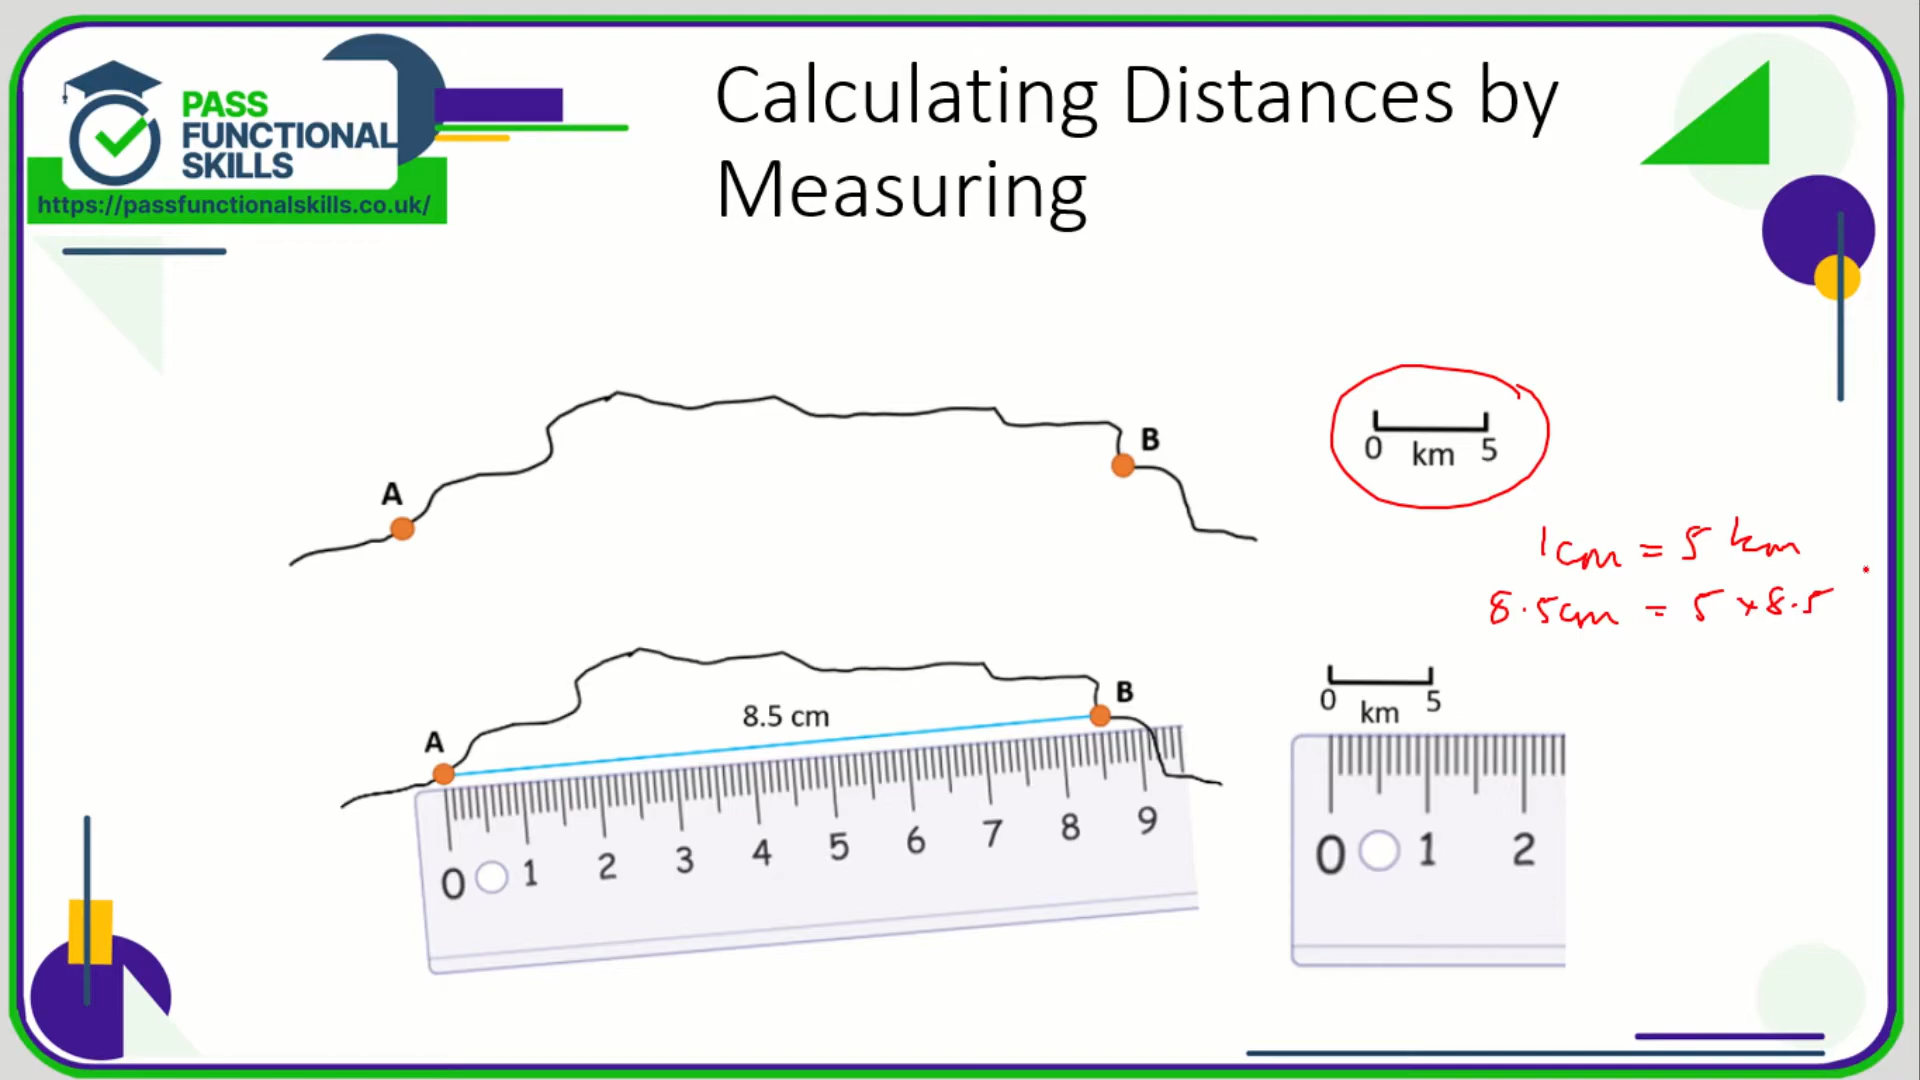 PASS
FUNCTIONAL
SKILLS
https://passfunctionalskills.co.uk/
Calculating Distances by
Measuring
A
B
0 km 5
1cm = 5 km
8.5cm = 5 x 8.5
A
8.5 cm
B
0 km 5
0 1 2 3 4 5 6 7 8 9
0 1 2